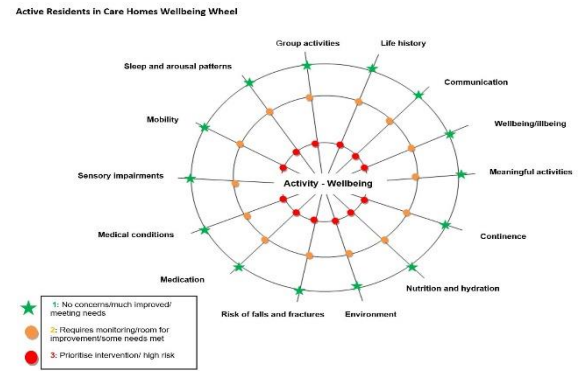 Active Residents in Care Homes Wellbeing Wheel
Group activities
Life history
Sleep and arousal patterns
Communication
Mobility
Wellbeing/illbeing
Sensory impairments
Activity - Wellbeing
Meaningful activities
Medical conditions
Continence
Medication
Nutrition and hydration
Risk of falls and fractures
Environment
1: No concerns/much improved/
meeting needs
2: Requires monitoring/room for
improvement/some needs met
3: Prioritise intervention/ high risk